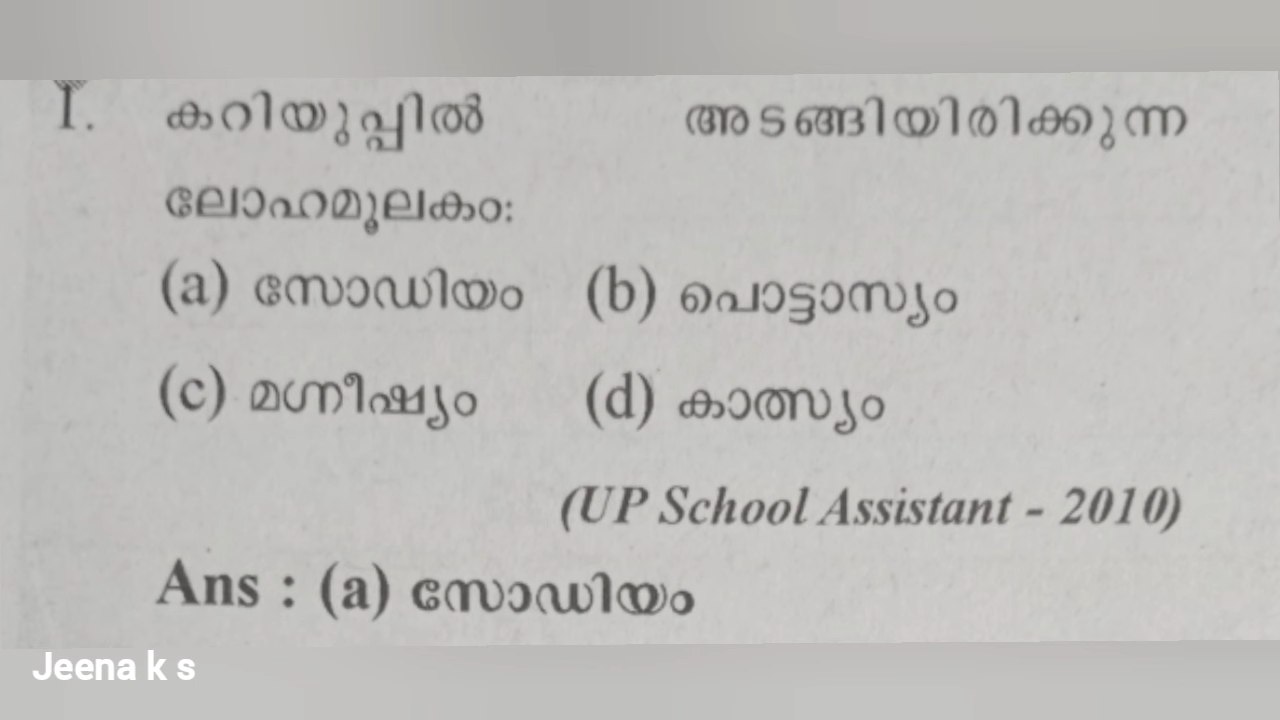 1. കറിയുപ്പിൽ അടങ്ങിയിരിക്കുന്ന
ലോഹമൂലകം:
(a) സോഡിയം (b) പൊട്ടാസ്യം
(c) മഗ്നീഷ്യം (d) കാത്സ്യം
(UP School Assistant - 2010)
Ans : (a) സോഡിയം
Jeena k s